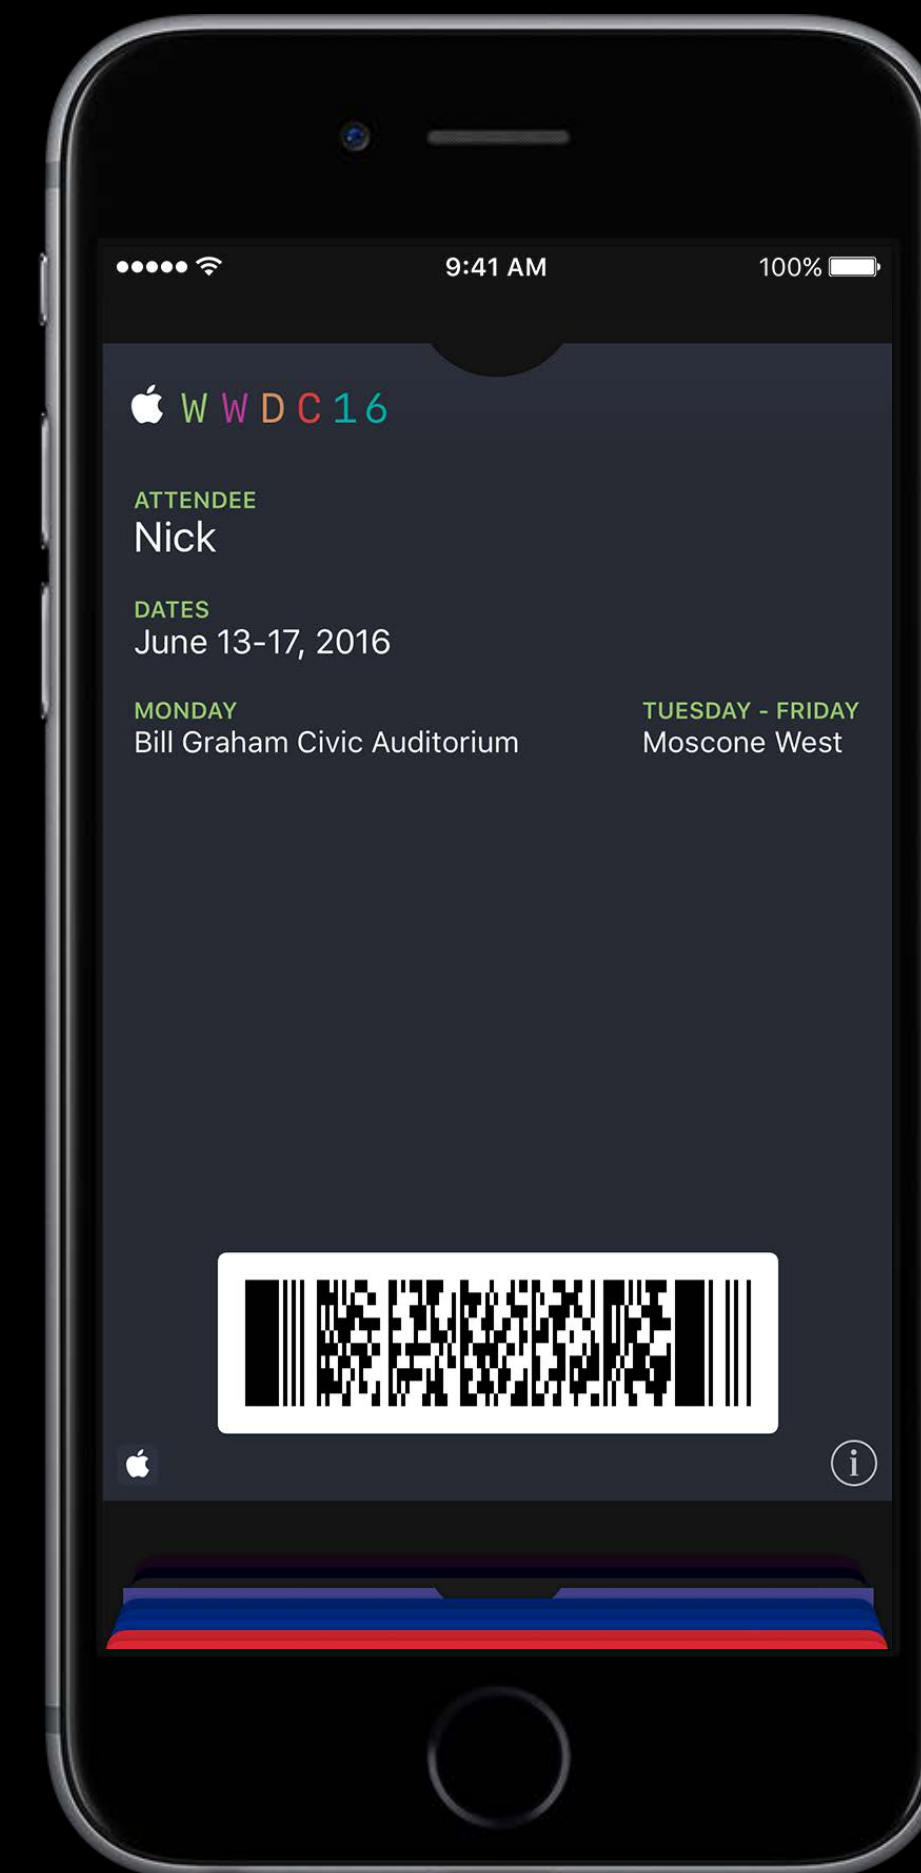 9:41 AM 100%
WWDC16
ATTENDEE
Nick
DATES
June 13-17, 2016
MONDAY TUESDAY - FRIDAY
Bill Graham Civic Auditorium Moscone West
i